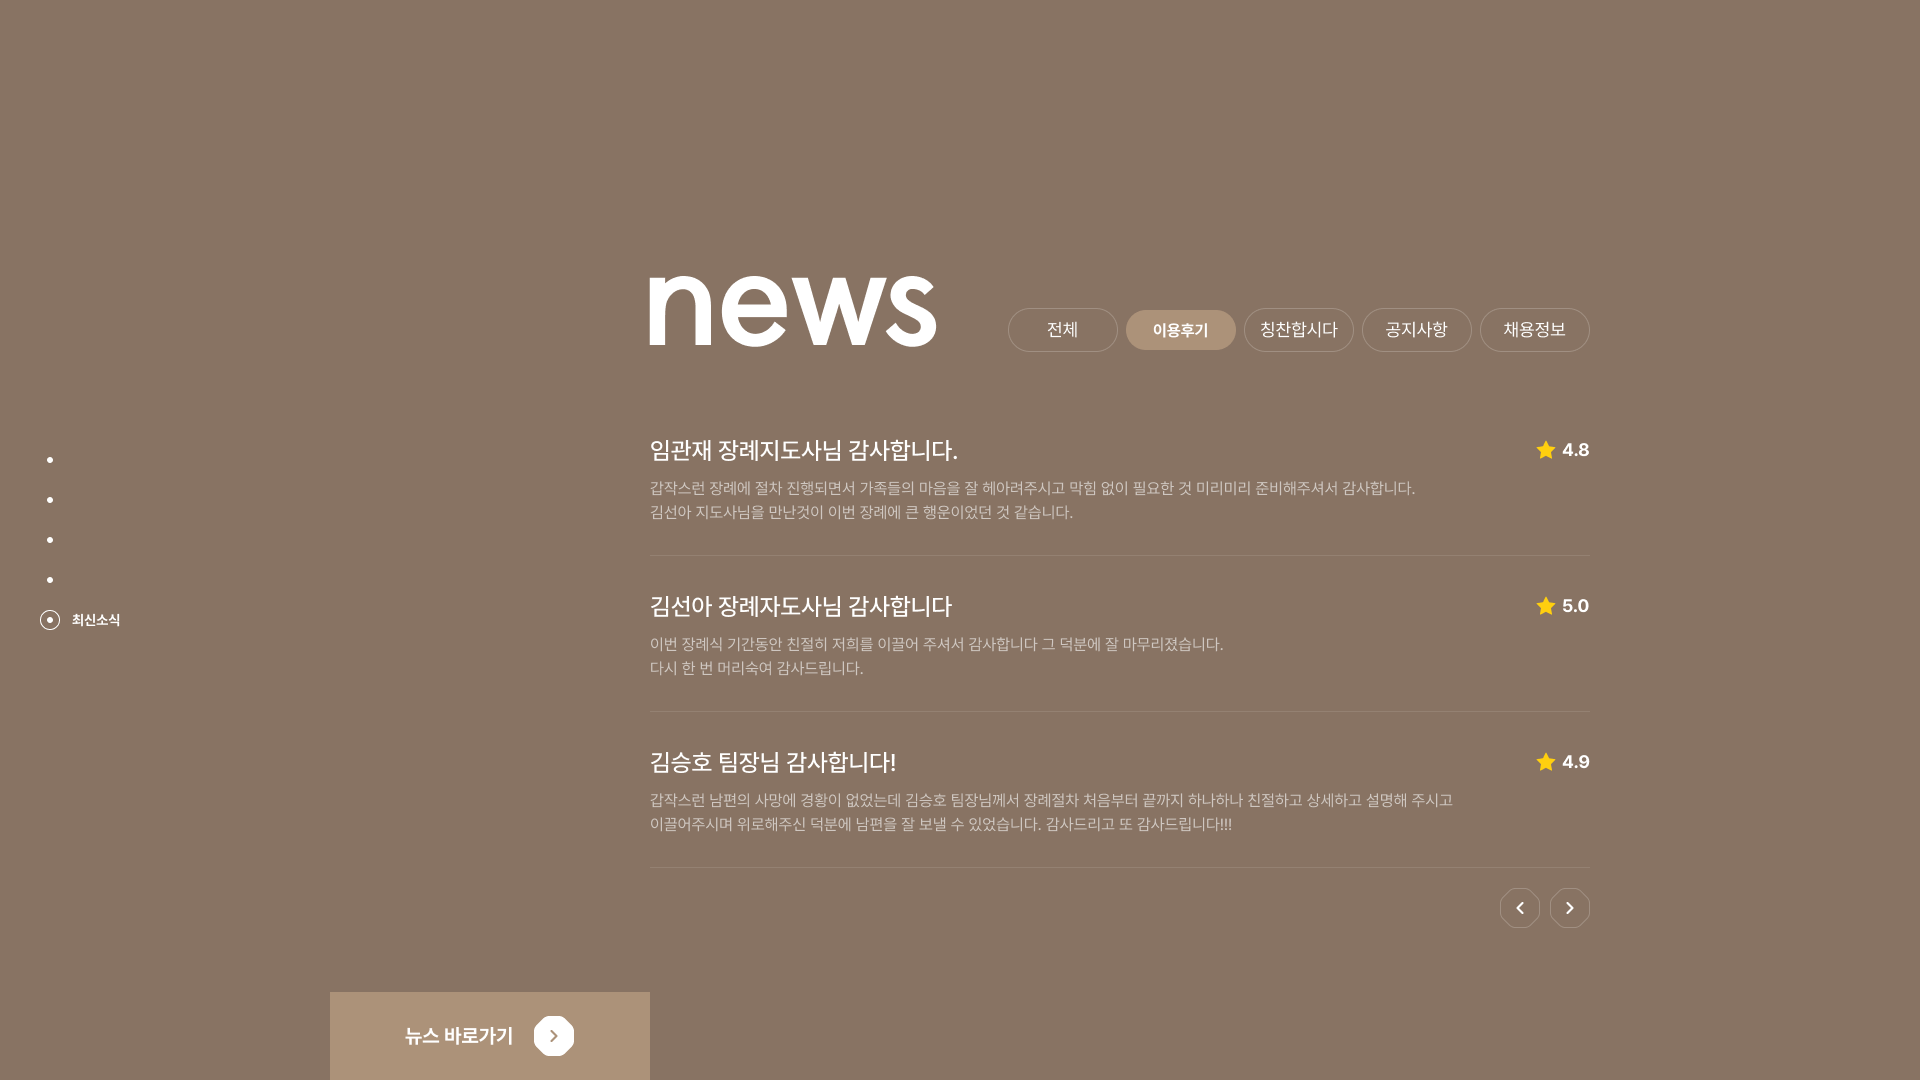 news
전체
이용후기
칭찬합시다
공지사항
채용정보
임관재 장례지도사님 감사합니다.
4.8
갑작스런 장례에 절차 진행되면서 가족들의 마음을 잘 헤아려주시고 막힘 없이 필요한 것 미리미리 준비해주셔서 감사합니다.
김선아 지도사님을 만난것이 이번 장례에 큰 행운이었던 것 같습니다.
김선아 장례자도사님 감사합니다
5.0
이번 장례식 기간동안 친절히 저희를 이끌어 주셔서 감사합니다 그 덕분에 잘 마무리졌습니다.
다시 한 번 머리숙여 감사드립니다.
최신소식
김승호 팀장님 감사합니다!
4.9
갑작스런 남편의 사망에 경황이 없었는데 김승호 팀장님께서 장례절차 처음부터 끝까지 하나하나 친절하고 상세하고 설명해 주시고
이끌어주시며 위로해주신 덕분에 남편을 잘 보낼 수 있었습니다. 감사드리고 또 감사드립니다!!!
뉴스 바로가기